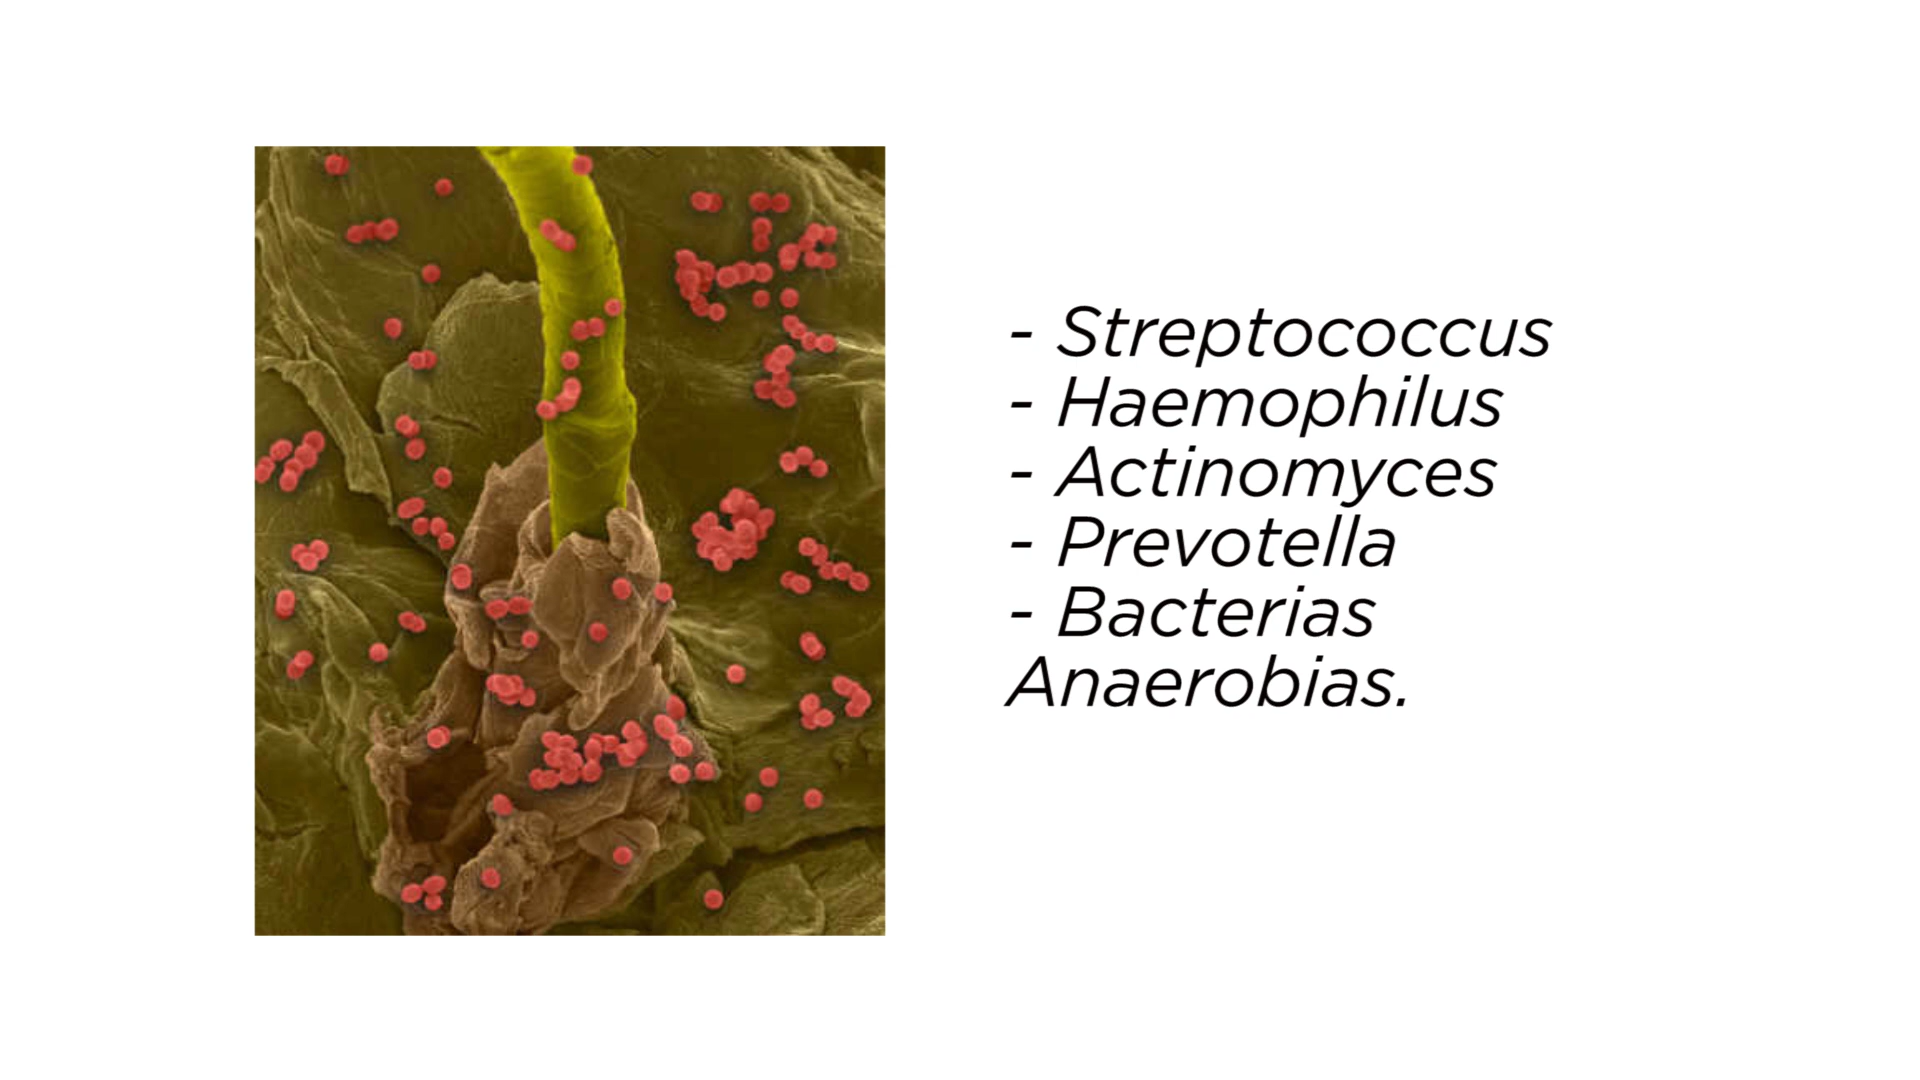 - Streptococcus
- Haemophilus
- Actinomyces
- Prevotella
- Bacterias
Anaerobias.